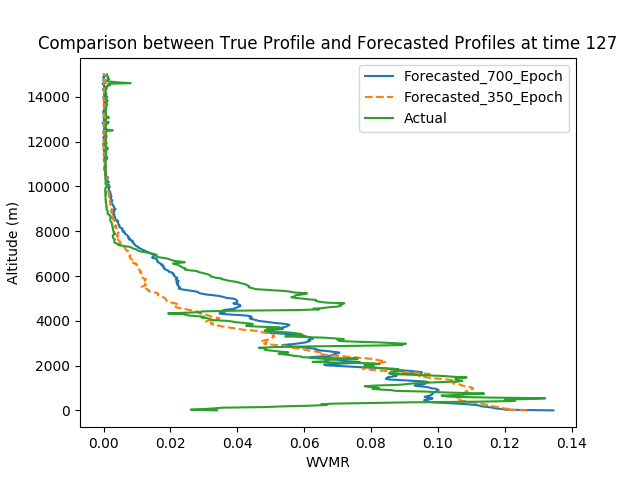 Comparison between True Profile and Forecasted Profiles at time 127
Forecasted_700_Epoch
Forecasted_350_Epoch
Actual
Altitude (m)
14000
12000
10000
8000
6000
4000
2000
0
0.00 0.02 0.04 0.06 0.08 0.10 0.12 0.14
WVMR